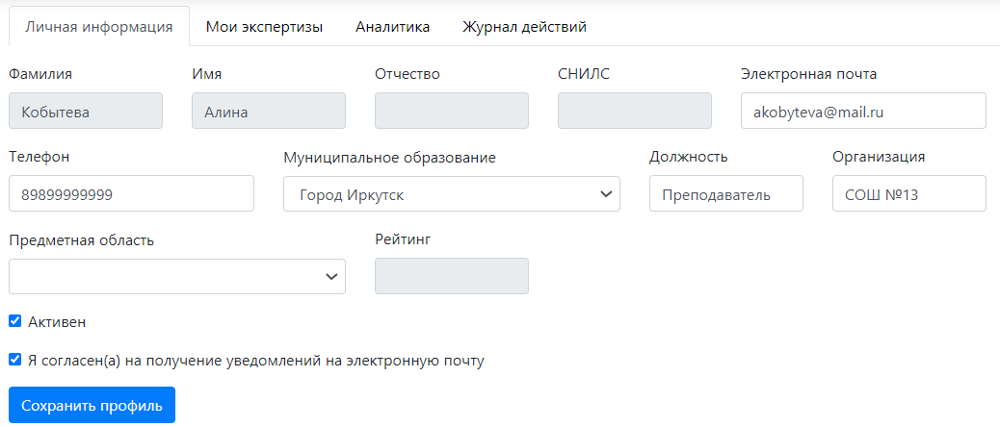 Личная информация Мои экспертизы Аналитика Журнал действий
Фамилия Имя Отчество СНИЛС Электронная почта
Кобытева Алина akobyteva@mail.ru
Телефон Муниципальное образование Должность Организация
89899999999 Город Иркутск Преподаватель СОШ №13
Предметная область Рейтинг
Активен
Я согласен(а) на получение уведомлений на электронную почту
Сохранить профиль